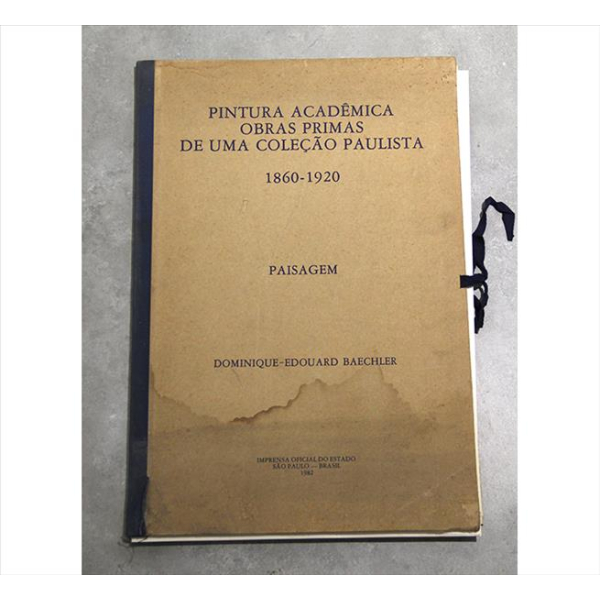 PINTURA ACADÊMICA
OBRAS PRIMAS
DE UMA COLEÇÃO PAULISTA
1860-1920
PAISAGEM
DOMINIQUE-EDOUARD BAECHLER
IMPRENSA OFICIAL DO ESTADO
SÃO PAULO — BRASIL
1982